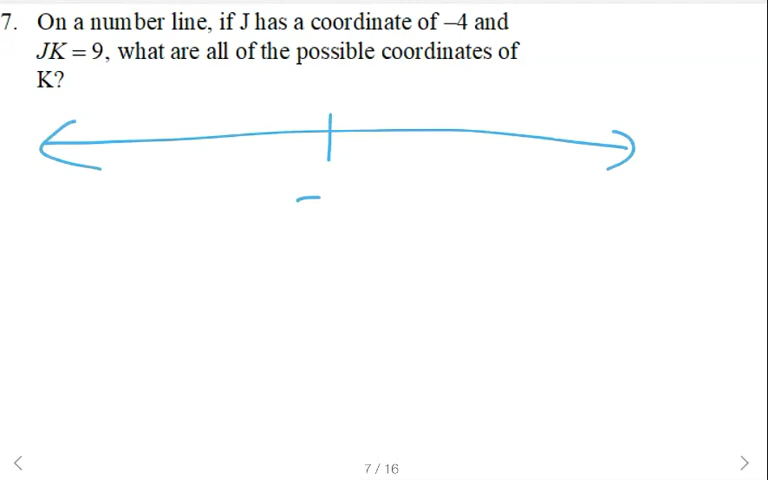 7. On a number line, if J has a coordinate of –4 and
JK = 9, what are all of the possible coordinates of
K?
–
7 / 16